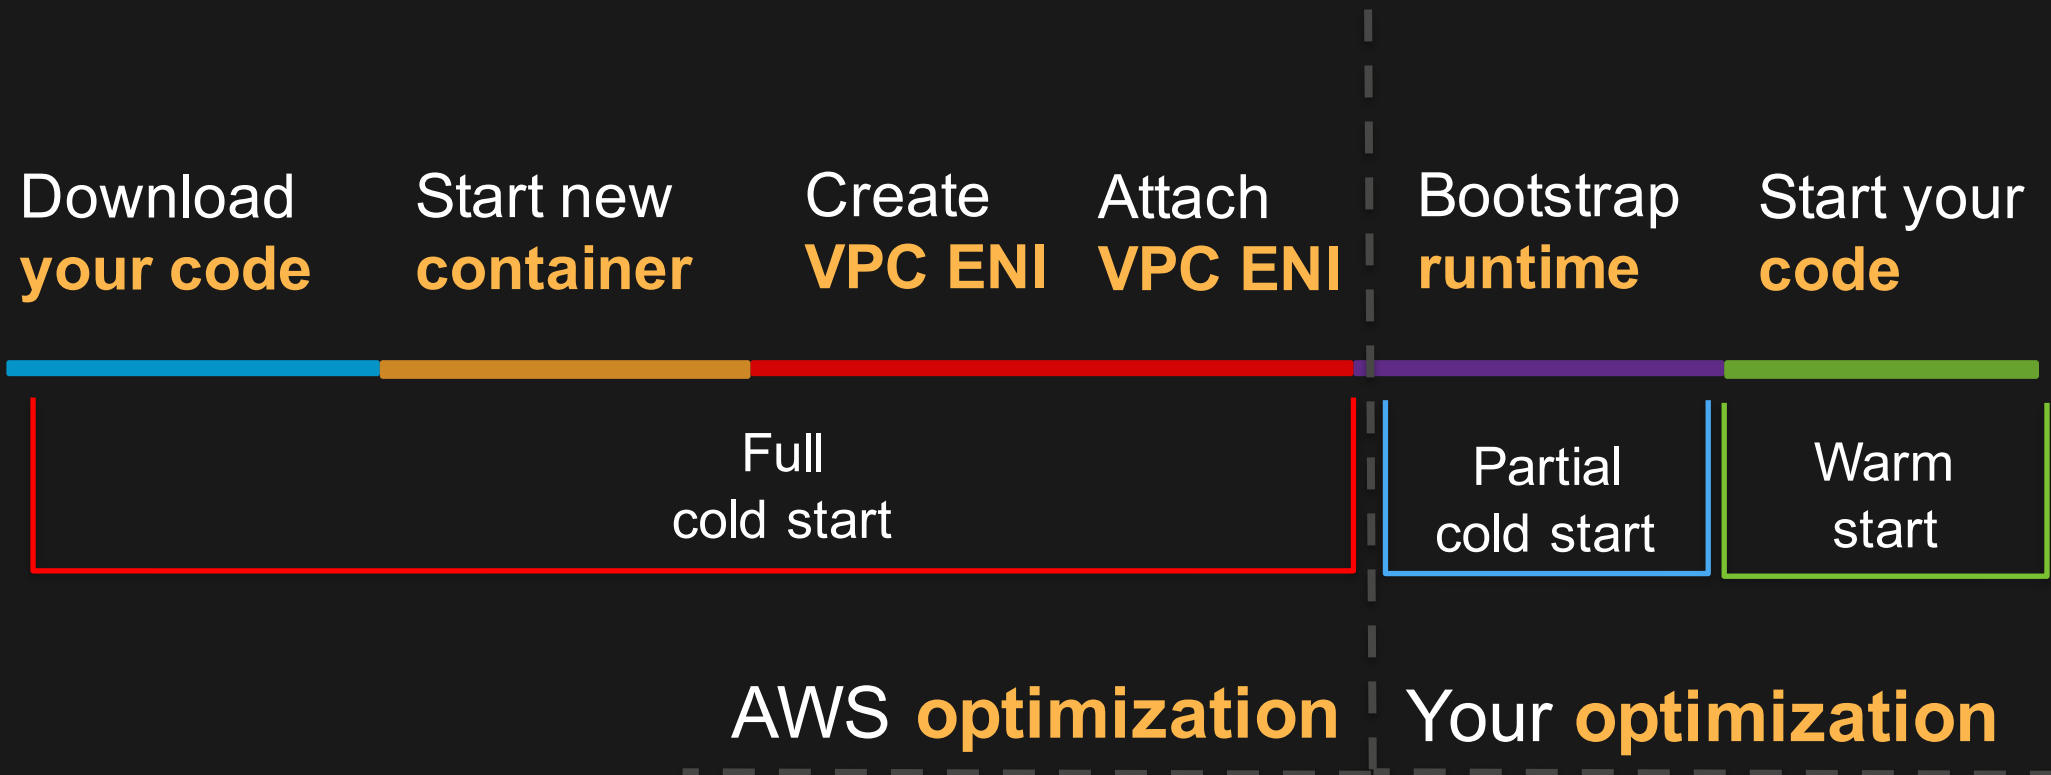 Download
your code
Start new
container
Create
VPC ENI
Attach
VPC ENI
Bootstrap
runtime
Start your
code
Full
cold start
Partial
cold start
Warm
start
AWS optimization
Your optimization